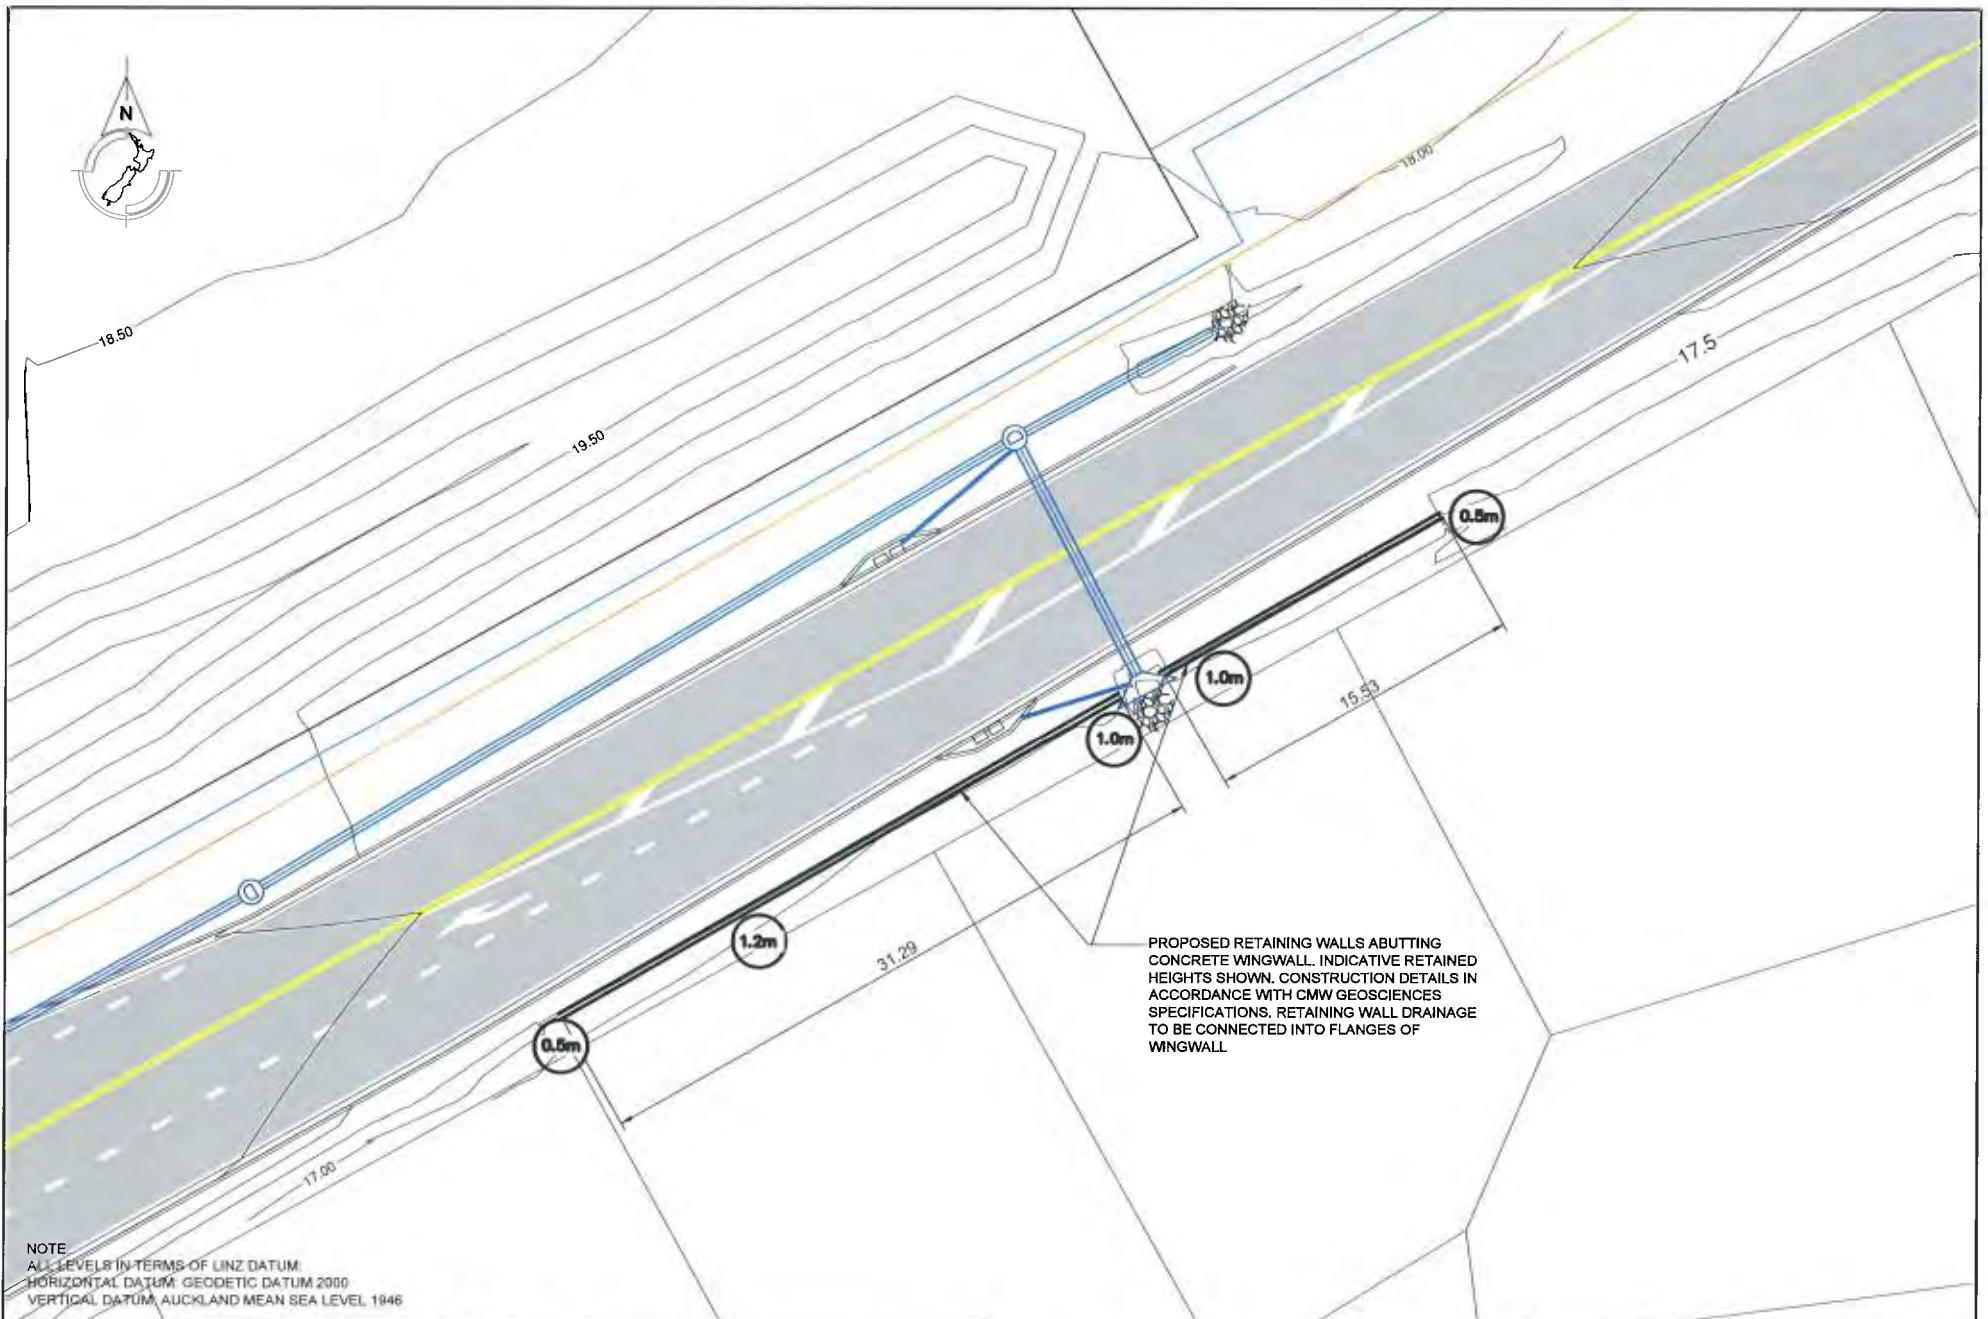 N
18.00
18.50
17.5
19.50
0.5m
1.0m
15.53
1.0m
1.2m
31.29
PROPOSED RETAINING WALLS ABUTTING
CONCRETE WINGWALL. INDICATIVE RETAINED
HEIGHTS SHOWN. CONSTRUCTION DETAILS IN
ACCORDANCE WITH CMW GEOSCIENCES
SPECIFICATIONS. RETAINING WALL DRAINAGE
TO BE CONNECTED INTO FLANGES OF
WINGWALL
0.5m
17.00
NOTE
ALL LEVELS IN TERMS OF LINZ DATUM:
HORIZONTAL DATUM: GEODETIC DATUM 2000
VERTICAL DATUM: AUCKLAND MEAN SEA LEVEL 1946